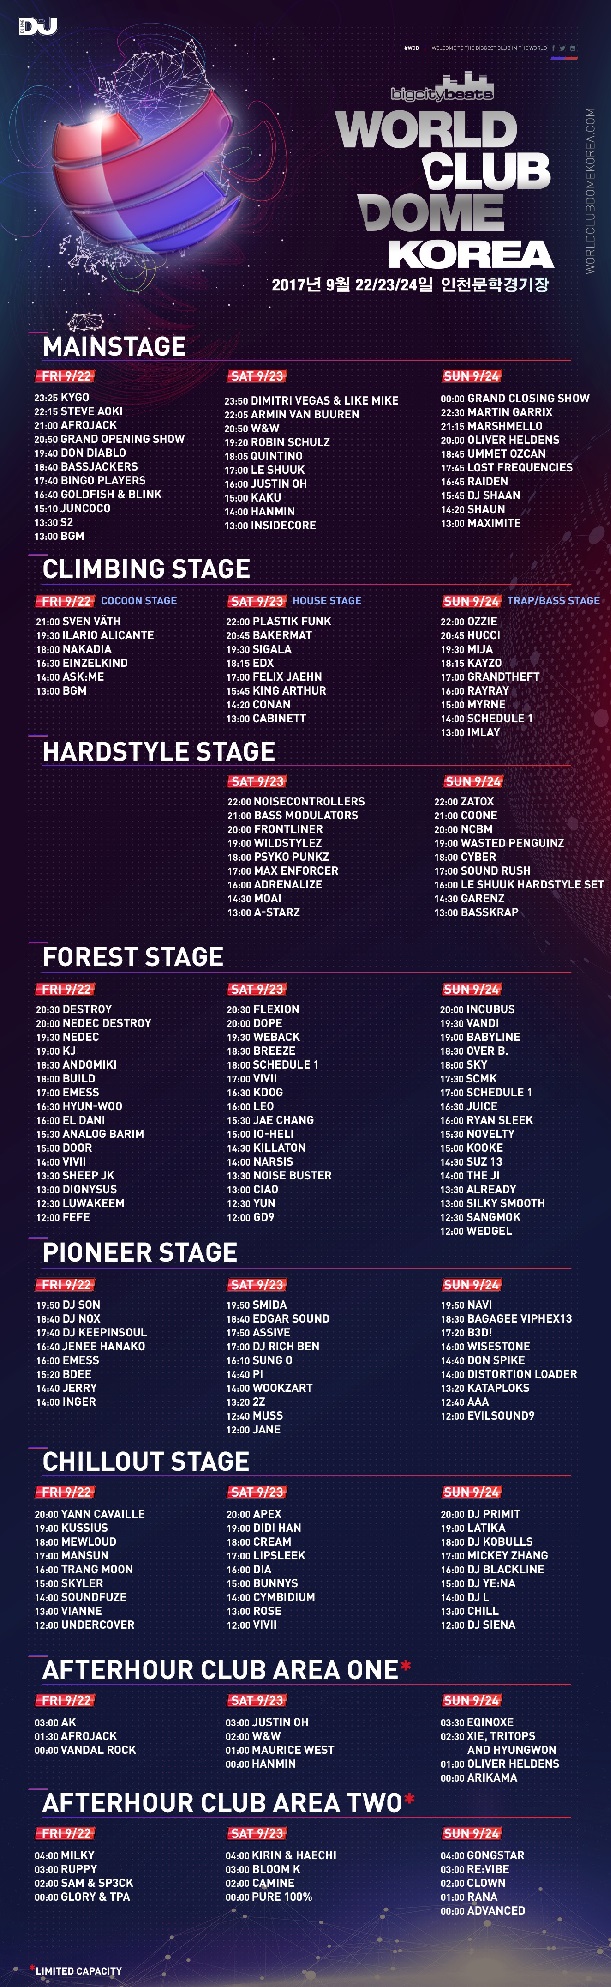 DJ
#WCD WELCOME TO THE BIGGEST CLUB IN THE WORLD
bigcitybeats
WORLD
CLUB
DOME
KOREA
WORLDCLUBDOMEKOREA.COM
2017년 9월 22/23/24일 인천문학경기장
MAINSTAGE
FRI 9/22
23:25 KYGO
22:15 STEVE AOKI
21:00 AFROJACK
20:50 GRAND OPENING SHOW
19:40 DON DIABLO
18:40 BASSJACKERS
17:40 BINGO PLAYERS
16:40 GOLDFISH & BLINK
15:10 JUNCOCO
13:30 S2
13:00 BGM
SAT 9/23
23:50 DIMITRI VEGAS & LIKE MIKE
22:05 ARMIN VAN BUUREN
20:50 W&W
19:20 ROBIN SCHULZ
18:05 QUINTINO
17:00 LE SHUUK
16:00 JUSTIN OH
15:00 KAKU
14:00 HANMIN
13:00 INSIDECORE
SUN 9/24
00:00 GRAND CLOSING SHOW
22:30 MARTIN GARRIX
21:15 MARSHMELLO
20:00 OLIVER HELDENS
18:45 UMMET OZCAN
17:45 LOST FREQUENCIES
16:45 RAIDEN
15:45 DJ SHAAN
14:20 SHAUN
13:00 MAXIMITE
CLIMBING STAGE
FRI 9/22 COCOON STAGE
21:00 SVEN VÄTH
19:30 ILARIO ALICANTE
18:00 NAKADIA
16:30 EINZELKIND
14:00 ASK:ME
13:00 BGM
SAT 9/23 HOUSE STAGE
22:00 PLASTIK FUNK
20:45 BAKERMAT
19:30 SIGALA
18:15 EDX
17:00 FELIX JAEHN
15:45 KING ARTHUR
14:20 CONAN
13:00 CABINETT
SUN 9/24 TRAP/BASS STAGE
22:00 OZZIE
20:45 HUCCI
19:30 MIJA
18:15 KAYZO
17:00 GRANDTHEFT
16:00 RAYRAY
15:00 MYRNE
14:00 SCHEDULE 1
13:00 IMLAY
HARDSTYLE STAGE
SAT 9/23
22:00 NOISECONTROLLERS
21:00 BASS MODULATORS
20:00 FRONTLINER
19:00 WILDSTYLEZ
18:00 PSYKO PUNKZ
17:00 MAX ENFORCER
16:00 ADRENALIZE
14:30 MOAI
13:00 A-STARZ
SUN 9/24
22:00 ZATOX
21:00 COONE
20:00 NCBM
19:00 WASTED PENGUINZ
18:00 CYBER
17:00 SOUND RUSH
16:00 LE SHUUK HARDSTYLE SET
14:30 GARENZ
13:00 BASSKRAP
FOREST STAGE
FRI 9/22
20:30 DESTROY
20:00 NEDEC DESTROY
19:30 NEDEC
19:00 KJ
18:30 ANDOMIKI
18:00 BUILD
17:00 EMESS
16:30 HYUN-WOO
16:00 EL DANI
15:30 ANALOG BARIM
15:00 DOOR
14:00 VIVII
13:30 SHEEP JK
13:00 DIONYSUS
12:30 LUWAKEEM
12:00 FEFE
SAT 9/23
20:30 FLEXION
20:00 DOPE
19:30 WEBACK
18:30 BREEZE
18:00 SCHEDULE 1
17:00 VIVII
16:30 KDOG
16:00 LEO
15:30 JAE CHANG
15:00 IO-HELI
14:30 KILLATON
14:00 NARSIS
13:30 NOISE BUSTER
13:00 CIAO
12:30 YUN
12:00 GD9
SUN 9/24
20:00 INCUBUS
19:30 VANDI
19:00 BABYLINE
18:30 OVER B.
18:00 SKY
17:30 SCMK
17:00 SCHEDULE 1
16:30 JUICE
16:00 RYAN SLEEK
15:30 NOVELTY
15:00 KOOKE
14:30 SUZ 13
14:00 THE JI
13:30 ALREADY
13:00 SILKY SMOOTH
12:30 SANGMOK
12:00 WEDGEL
PIONEER STAGE
FRI 9/22
19:50 DJ SON
18:40 DJ NOX
17:40 DJ KEEPINSOUL
16:40 JENEE HANAKO
16:00 EMESS
15:20 BDEE
14:40 JERRY
14:00 INGER
SAT 9/23
19:50 SMIDA
18:40 EDGAR SOUND
17:50 ASSIVE
17:00 DJ RICH BEN
16:10 SUNG O
14:40 PI
14:00 WOOKZART
13:20 2Z
12:40 MUSS
12:00 JANE
SUN 9/24
19:50 NAVI
18:30 BAGAGEE VIPHEX13
17:20 B3D!
16:00 WISESTONE
14:40 DON SPIKE
14:00 DISTORTION LOADER
13:20 KATAPLOKS
12:40 AAA
12:00 EVILSOUND9
CHILLOUT STAGE
FRI 9/22
20:00 YANN CAVAILLE
19:00 KUSSIUS
18:00 MEWLOUD
17:00 MANSUN
16:00 TRANG MOON
15:00 SKYLER
14:00 SOUNDFUZE
13:00 VIANNE
12:00 UNDERCOVER
SAT 9/23
20:00 APEX
19:00 DIDI HAN
18:00 CREAM
17:00 LIPSLEEK
16:00 DIA
15:00 BUNNYS
14:00 CYMBIDIUM
13:00 ROSE
12:00 VIVII
SUN 9/24
20:00 DJ PRIMIT
19:00 LATIKA
18:00 DJ KOBULLS
17:00 MICKEY ZHANG
16:00 DJ BLACKLINE
15:00 DJ YE:NA
14:00 DJ L
13:00 CHILL
12:00 DJ SIENA
AFTERHOUR CLUB AREA ONE*
FRI 9/22
03:00 AK
01:30 AFROJACK
00:00 VANDAL ROCK
SAT 9/23
03:00 JUSTIN OH
02:00 W&W
01:00 MAURICE WEST
00:00 HANMIN
SUN 9/24
03:30 EQINOXE
02:30 XIE, TRITOPS
AND HYUNGWON
01:00 OLIVER HELDENS
00:00 ARIKAMA
AFTERHOUR CLUB AREA TWO*
FRI 9/22
04:00 MILKY
03:00 RUPPY
02:00 SAM & SP3CK
00:00 GLORY & TPA
SAT 9/23
04:00 KIRIN & HAECHI
03:00 BLOOM K
02:00 CAMINE
00:00 PURE 100%
SUN 9/24
04:00 GONGSTAR
03:00 RE:VIBE
02:00 CLOWN
01:00 RANA
00:00 ADVANCED
*LIMITED CAPACITY